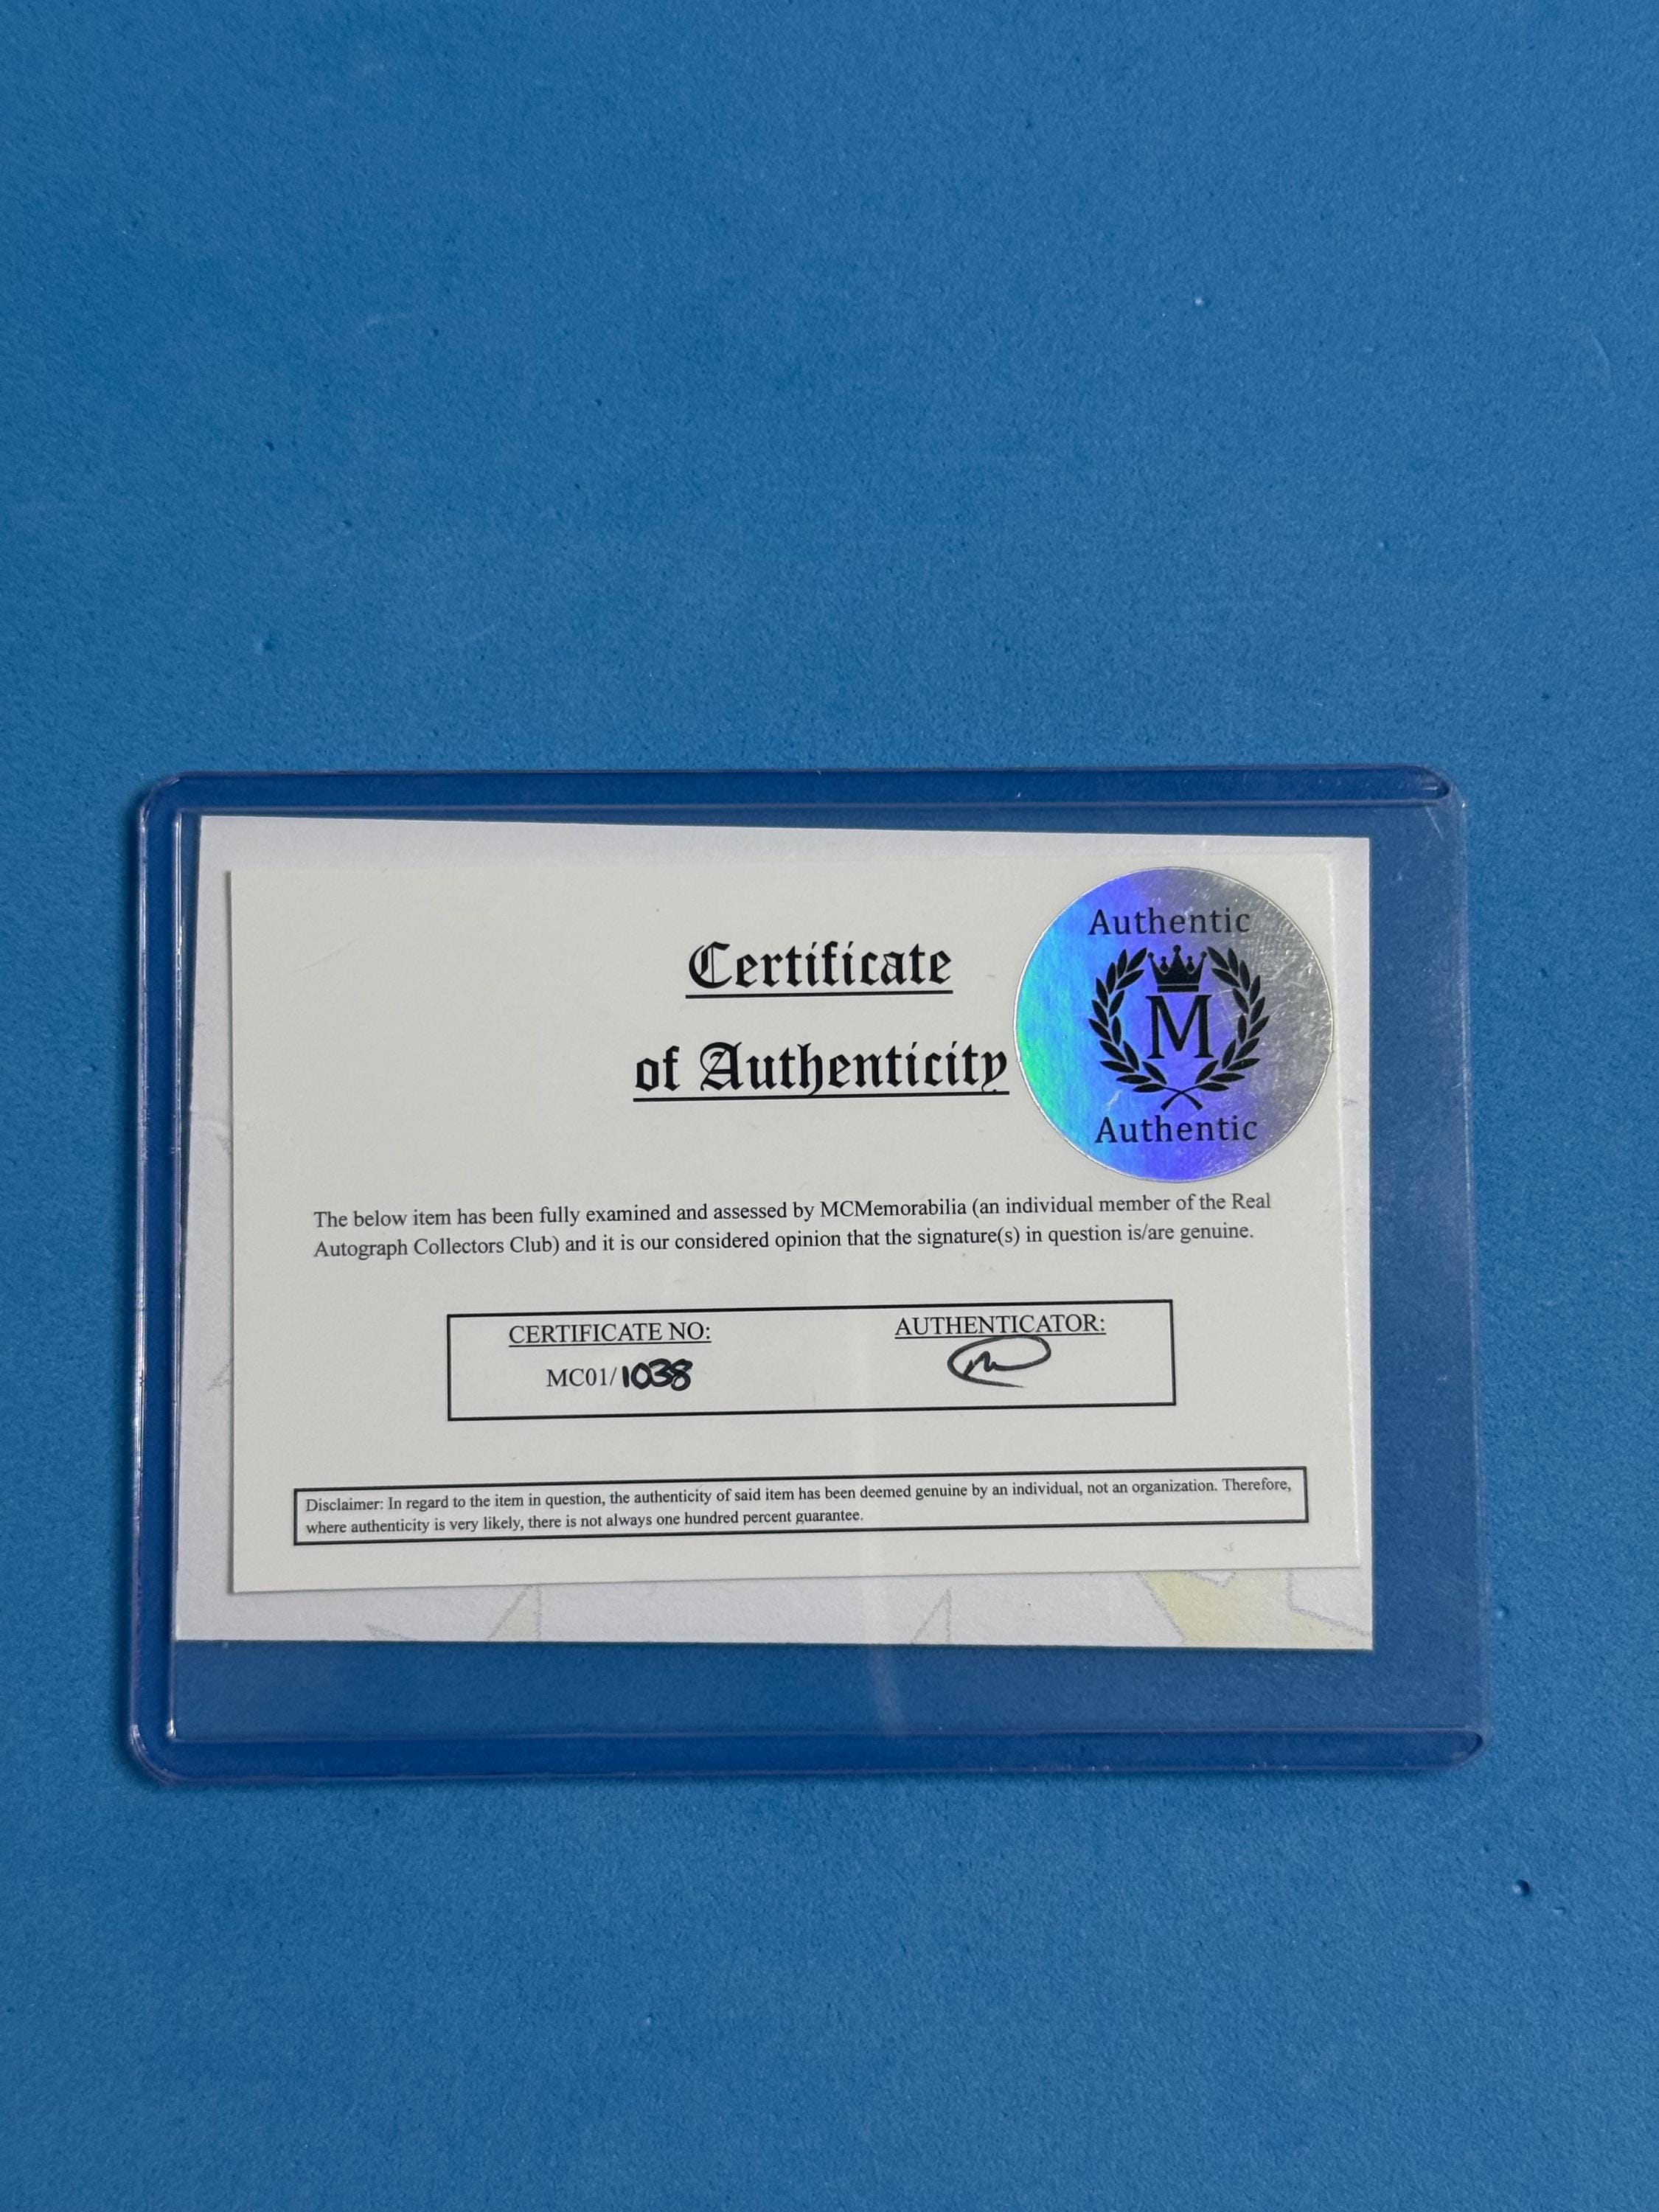 Certificate
of Authenticity
Authentic
M
Authentic
The below item has been fully examined and assessed by MCMemorabilia (an individual member of the Real
Autograph Collectors Club) and it is our considered opinion that the signature(s) in question is/are genuine.
CERTIFICATE NO:
MC01/1038
AUTHENTICATOR:
Disclaimer: In regard to the item in question, the authenticity of said item has been deemed genuine by an individual, not an organization. Therefore,
where authenticity is very likely, there is not always one hundred percent guarantee.